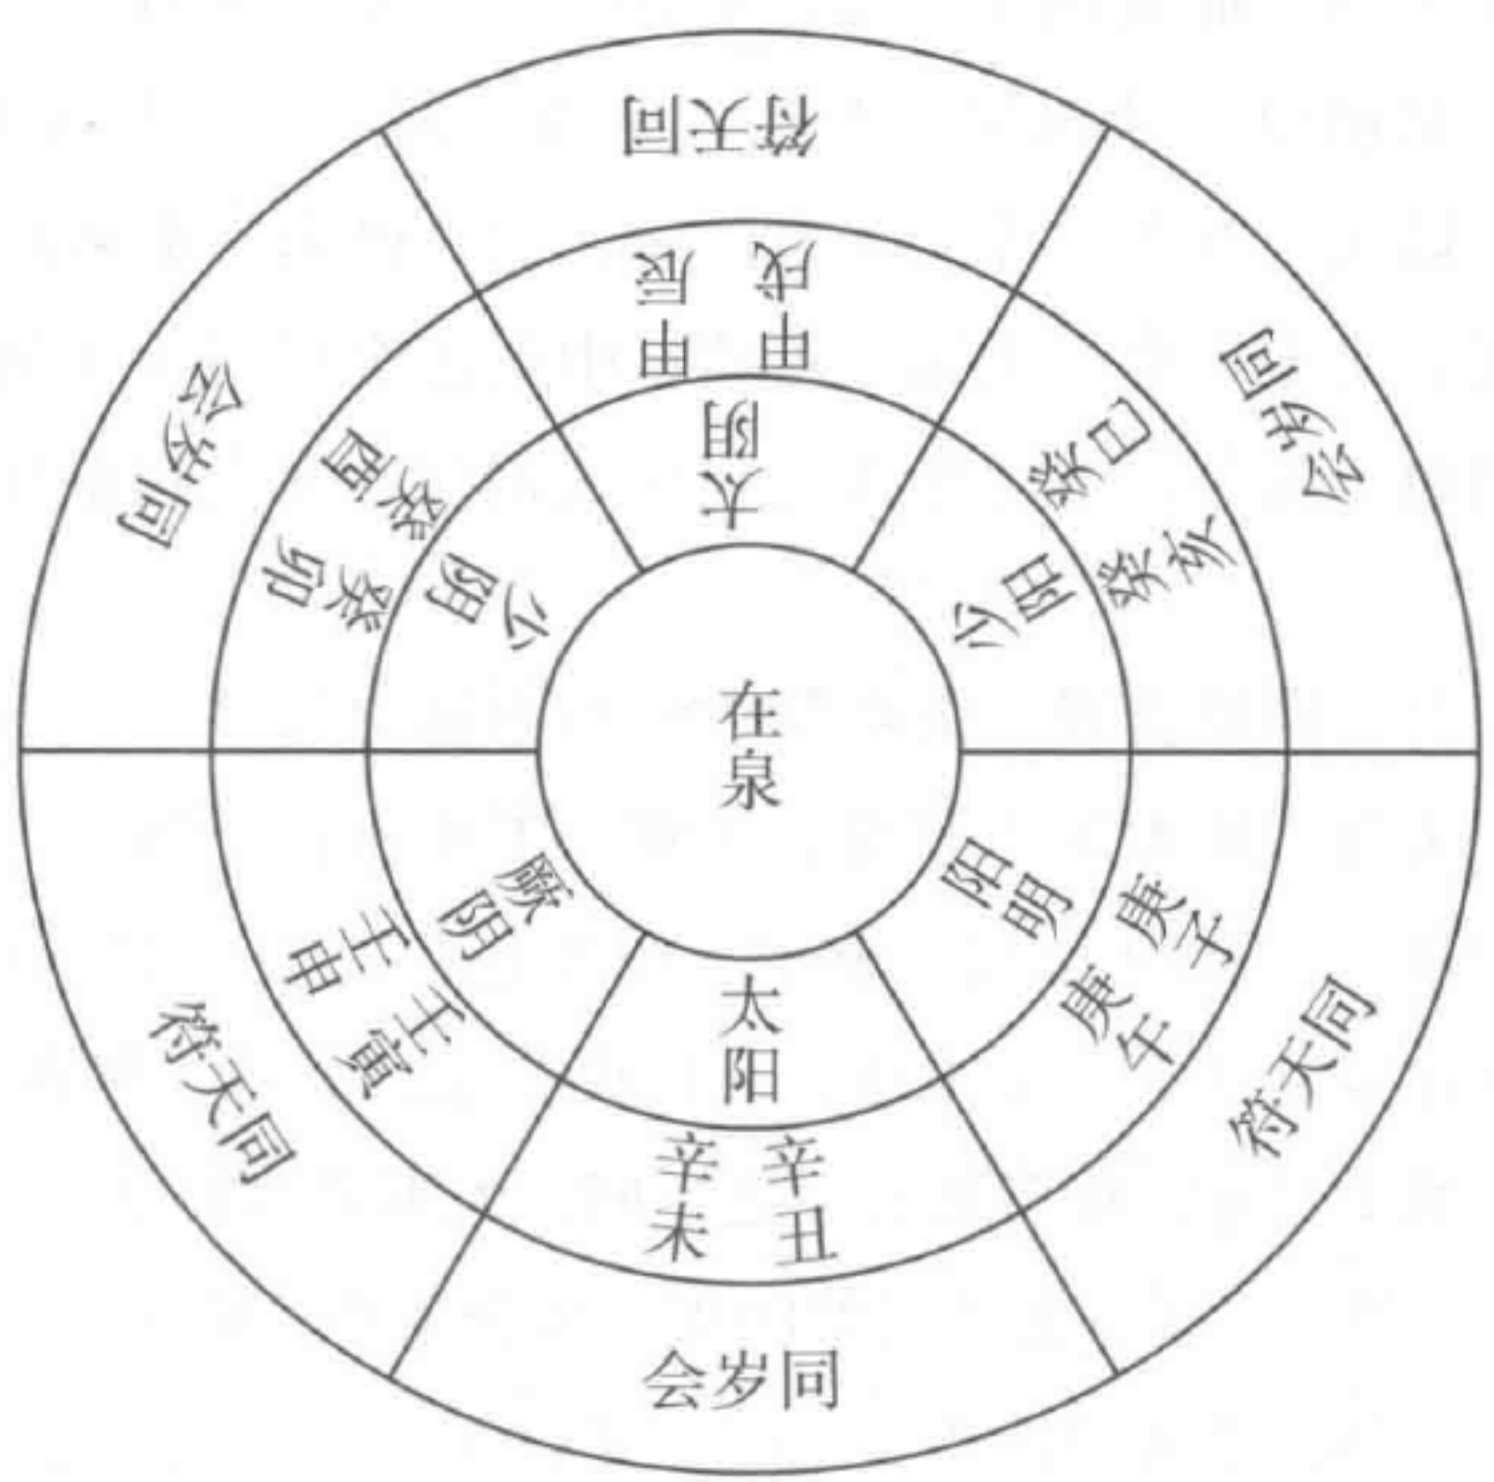 在泉
太阴
甲辰
甲戌
符天同
少阳
癸巳
癸亥
会岁同
阳明
庚子
庚午
符天同
太阳
辛丑
辛未
会岁同
厥阴
壬寅
壬申
符天同
少阴
癸卯
癸酉
会岁同